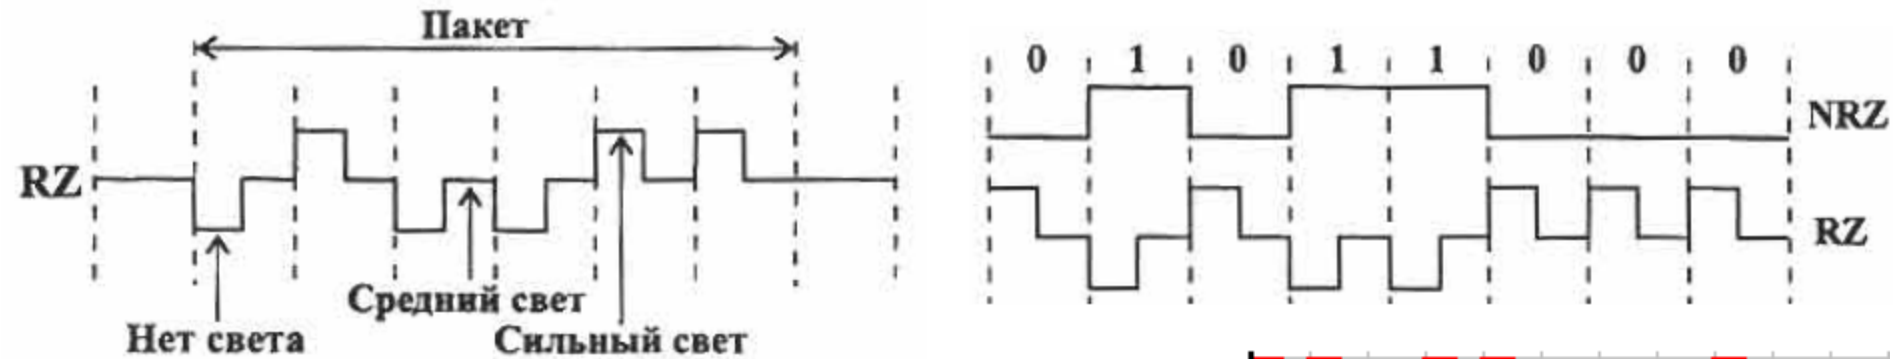 Пакет
RZ
Средний свет
Нет света
Сильный свет
0 1 0 1 1 0 0 0
NRZ
RZ